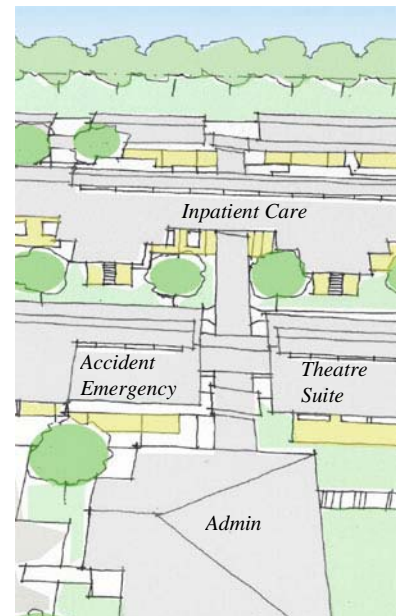 Inpatient Care
Accident
Emergency
Theatre
Suite
Admin